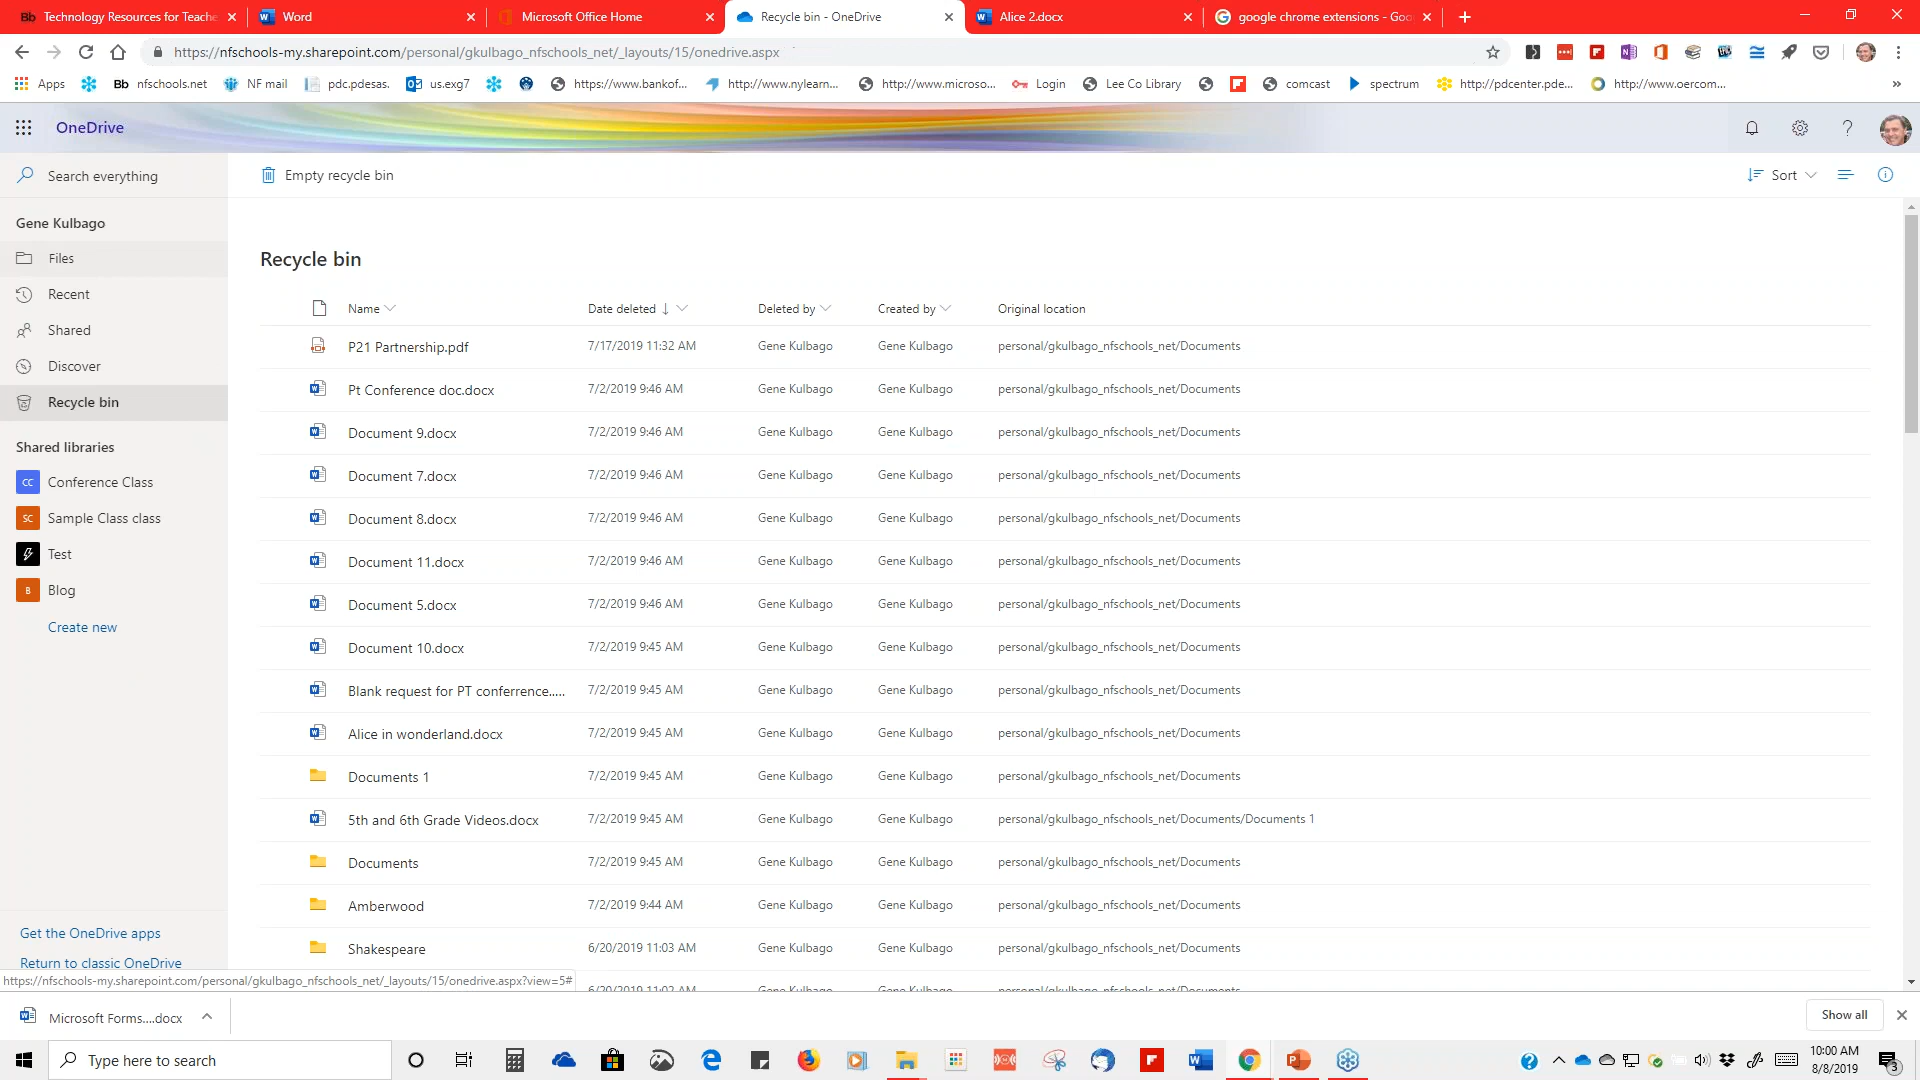 Bb Technology Resources for Teache
Word
Microsoft Office Home
Recycle bin - OneDrive
Alice 2.docx
google chrome extensions - Goo
https://nfschools-my.sharepoint.com/personal/gkulbago_nfschools_net/_layouts/15/onedrive.aspx
Apps
Bb nfschools.net
NF mail
pdc.pdesas.
us.exg7
https://www.bankof...
http://www.nylearn...
http://www.microso...
Login
Lee Co Library
comcast
spectrum
http://pdcenter.pde...
http://www.oercom...
OneDrive
Search everything
Empty recycle bin
Sort
Gene Kulbago
Files
Recent
Shared
Discover
Recycle bin
Shared libraries
CC Conference Class
SC Sample Class class
Test
B Blog
Create new
Get the OneDrive apps
Return to classic OneDrive
Recycle bin
Name Date deleted Deleted by Created by Original location
P21 Partnership.pdf 7/17/2019 11:32 AM Gene Kulbago Gene Kulbago personal/gkulbago_nfschools_net/Documents
Pt Conference doc.docx 7/2/2019 9:46 AM Gene Kulbago Gene Kulbago personal/gkulbago_nfschools_net/Documents
Document 9.docx 7/2/2019 9:46 AM Gene Kulbago Gene Kulbago personal/gkulbago_nfschools_net/Documents
Document 7.docx 7/2/2019 9:46 AM Gene Kulbago Gene Kulbago personal/gkulbago_nfschools_net/Documents
Document 8.docx 7/2/2019 9:46 AM Gene Kulbago Gene Kulbago personal/gkulbago_nfschools_net/Documents
Document 11.docx 7/2/2019 9:46 AM Gene Kulbago Gene Kulbago personal/gkulbago_nfschools_net/Documents
Document 5.docx 7/2/2019 9:46 AM Gene Kulbago Gene Kulbago personal/gkulbago_nfschools_net/Documents
Document 10.docx 7/2/2019 9:45 AM Gene Kulbago Gene Kulbago personal/gkulbago_nfschools_net/Documents
Blank request for PT conferrence..... 7/2/2019 9:45 AM Gene Kulbago Gene Kulbago personal/gkulbago_nfschools_net/Documents
Alice in wonderland.docx 7/2/2019 9:45 AM Gene Kulbago Gene Kulbago personal/gkulbago_nfschools_net/Documents
Documents 1 7/2/2019 9:45 AM Gene Kulbago Gene Kulbago personal/gkulbago_nfschools_net/Documents
5th and 6th Grade Videos.docx 7/2/2019 9:45 AM Gene Kulbago Gene Kulbago personal/gkulbago_nfschools_net/Documents/Documents 1
Documents 7/2/2019 9:45 AM Gene Kulbago Gene Kulbago personal/gkulbago_nfschools_net/Documents
Amberwood 7/2/2019 9:44 AM Gene Kulbago Gene Kulbago personal/gkulbago_nfschools_net/Documents
Shakespeare 6/20/2019 11:03 AM Gene Kulbago Gene Kulbago personal/gkulbago_nfschools_net/Documents
6/20/2019 11:02 AM Gene Kulbago Gene Kulbago personal/gkulbago_nfschools_net/Documents
https://nfschools-my.sharepoint.com/personal/gkulbago_nfschools_net/_layouts/15/onedrive.aspx?view=5#
Microsoft Forms....docx
Show all
Type here to search
10:00 AM
8/8/2019
3